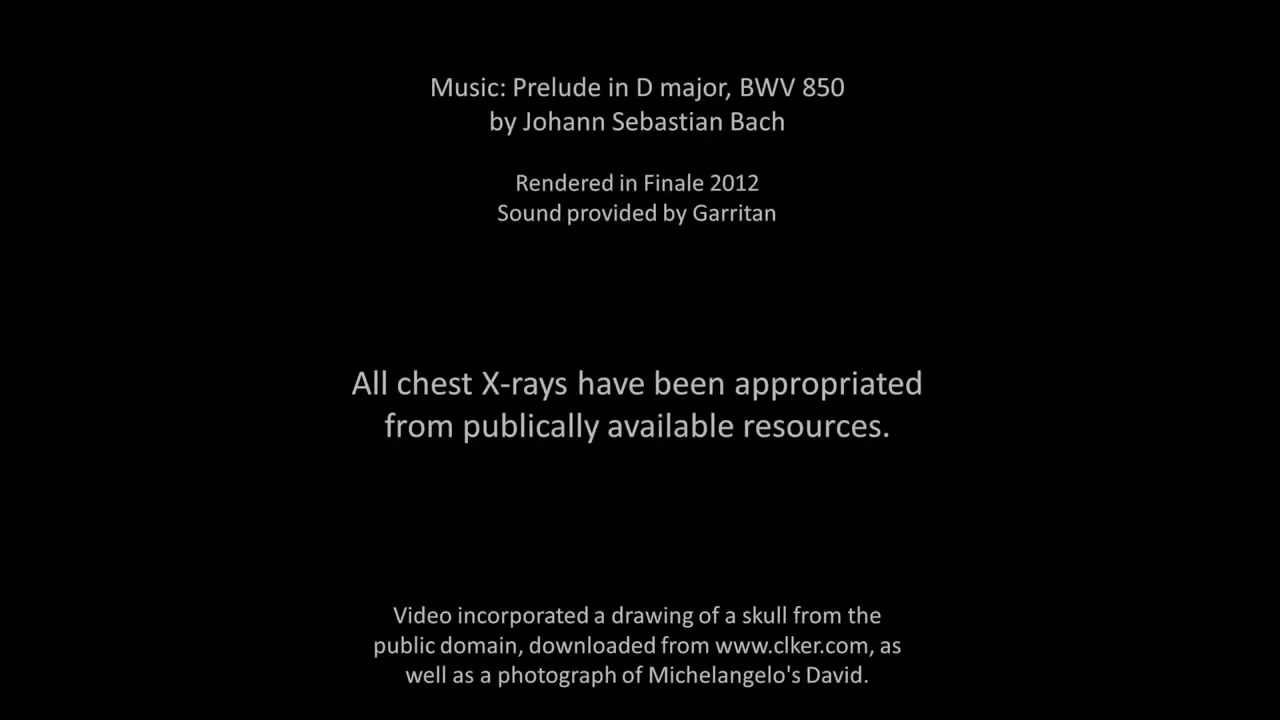 Music: Prelude in D major, BWV 850
by Johann Sebastian Bach
Rendered in Finale 2012
Sound provided by Garritan
All chest X-rays have been appropriated
from publically available resources.
Video incorporated a drawing of a skull from the
public domain, downloaded from www.clker.com, as
well as a photograph of Michelangelo's David.